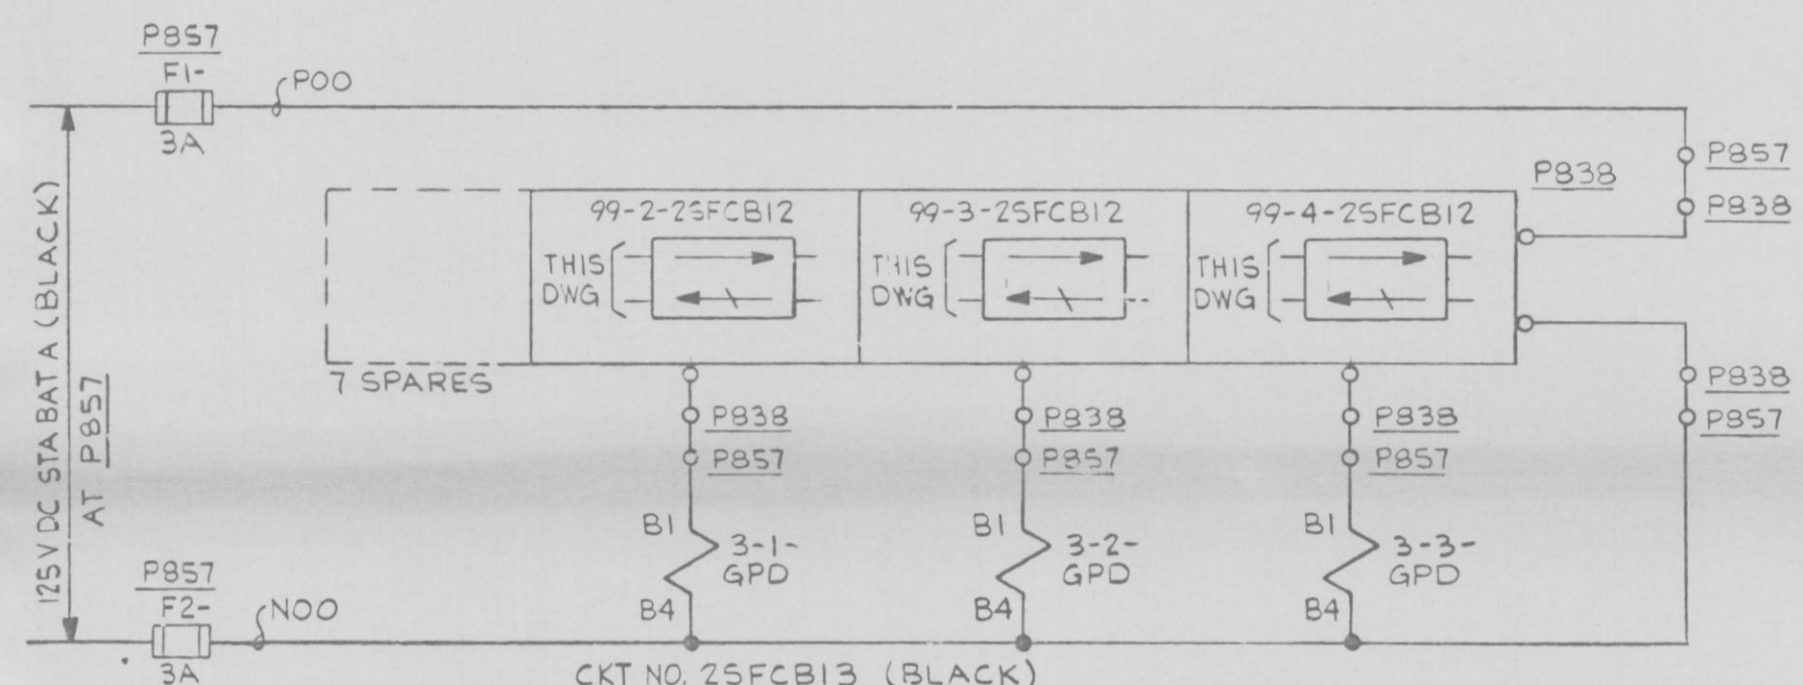 P857
F1-
P00
3A
125V DC STA BAT A (BLACK)
AT P857
P857
P838
P838
99-2-2SFCB12
99-3-2SFCB12
99-4-2SFCB12
THIS
DWG
THIS
DWG
THIS
DWG
7 SPARES
P838
P857
P838
P857
P838
P857
P838
P857
B1
3-1-
GPD
B4
B1
3-2-
GPD
B4
B1
3-3-
GPD
B4
P857
F2-
N00
3A
CKT NO. 2SFCB13 (BLACK)